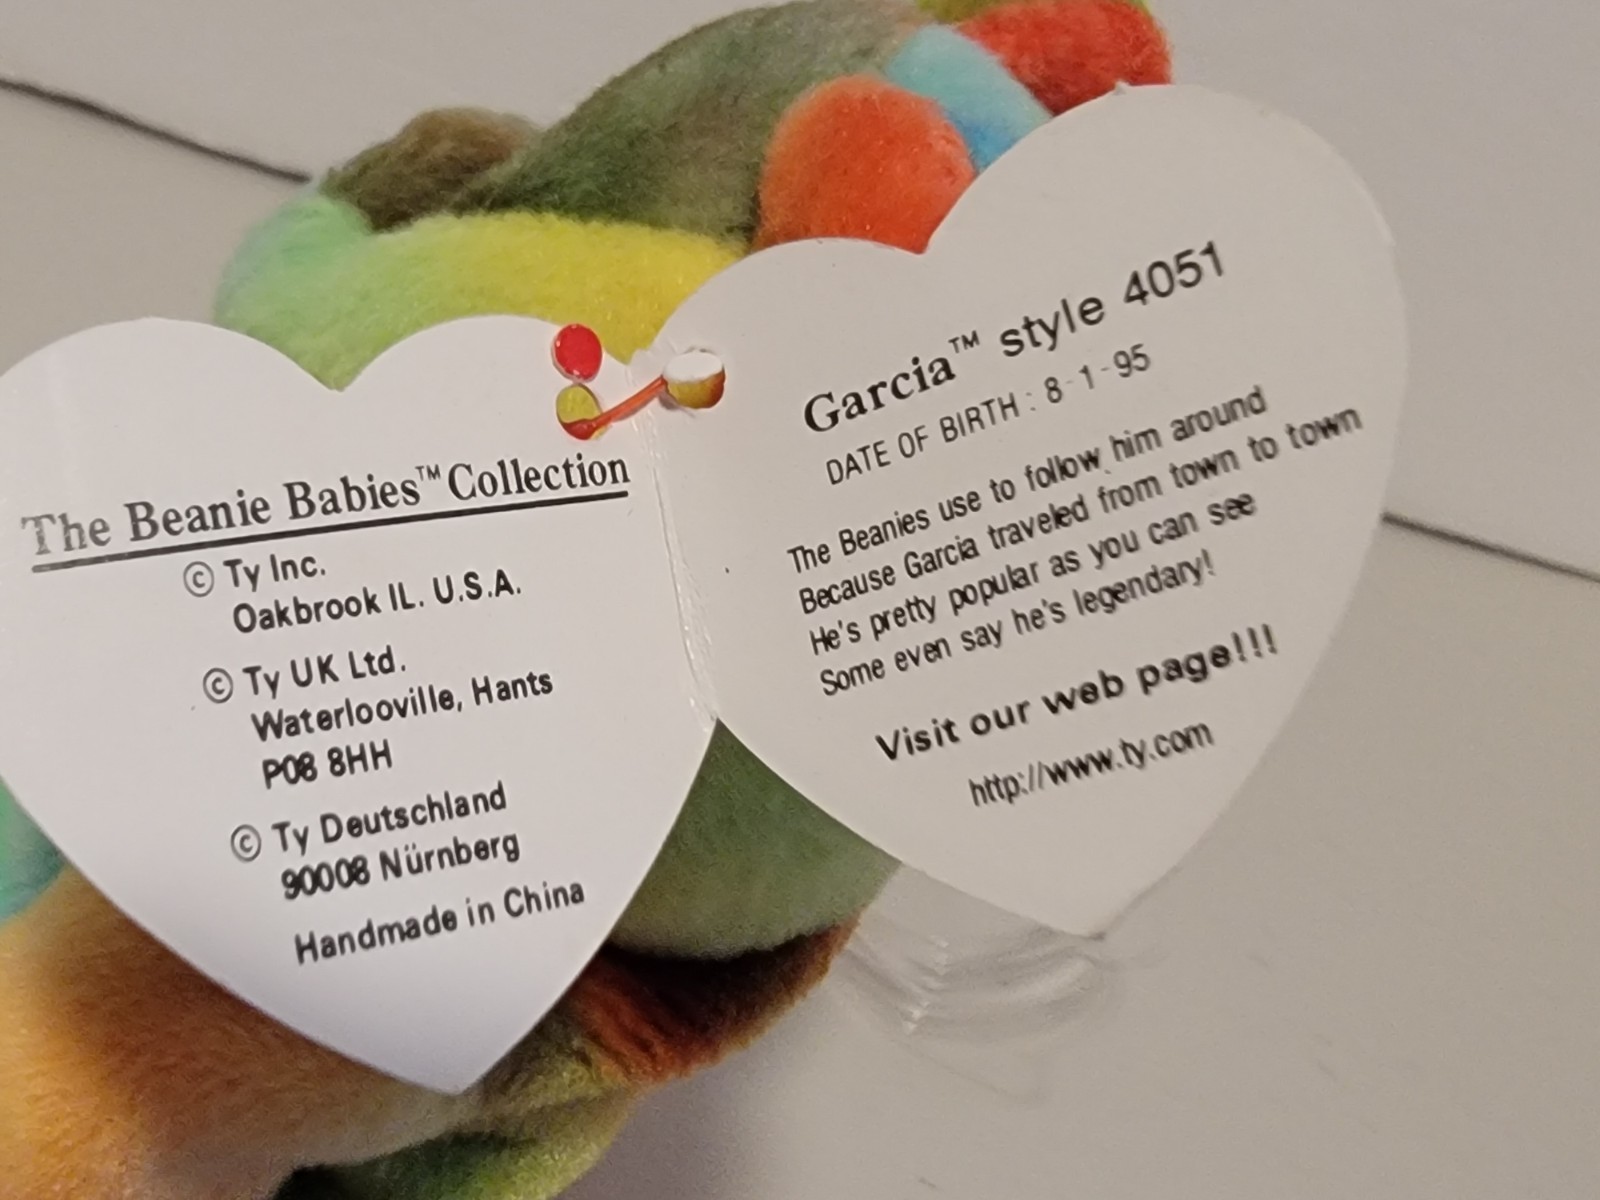 The Beanie Babies™ Collection
© Ty Inc.
Oakbrook IL. U.S.A.
© Ty UK Ltd.
Waterlooville, Hants
P08 8HH
© Ty Deutschland
90008 Nürnberg
Handmade in China
Garcia™ style 4051
DATE OF BIRTH : 8-1-95
The Beanies use to follow him around
Because Garcia traveled from town to town
He's pretty popular as you can see
Some even say he's legendary!
Visit our web page!!!
http://www.ty.com